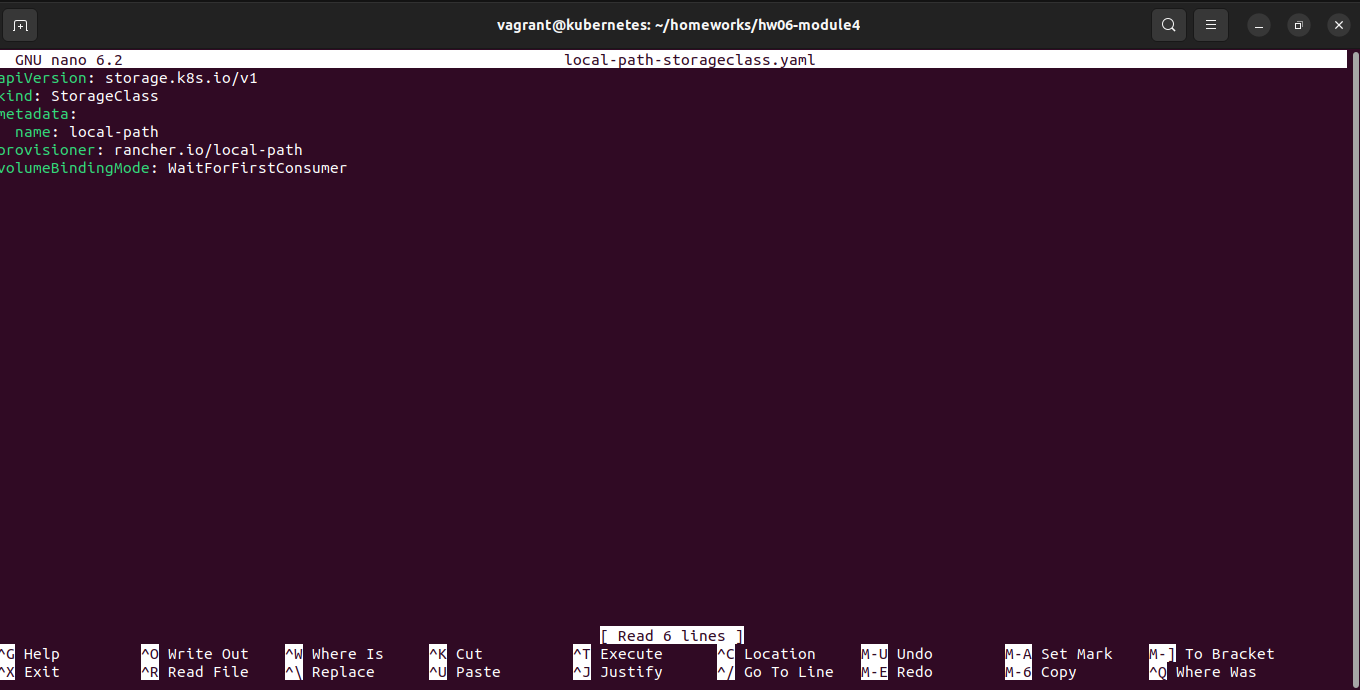 vagrant@kubernetes: ~/homeworks/hw06-module4
GNU nano 6.2 local-path-storageclass.yaml
apiVersion: storage.k8s.io/v1
kind: StorageClass
metadata:
  name: local-path
provisioner: rancher.io/local-path
volumeBindingMode: WaitForFirstConsumer
[ Read 6 lines ]
^G Help ^O Write Out ^W Where Is ^K Cut ^T Execute ^C Location M-U Undo M-A Set Mark M-] To Bracket
^X Exit ^R Read File ^\ Replace ^U Paste ^J Justify ^/ Go To Line M-E Redo M-6 Copy ^Q Where Was